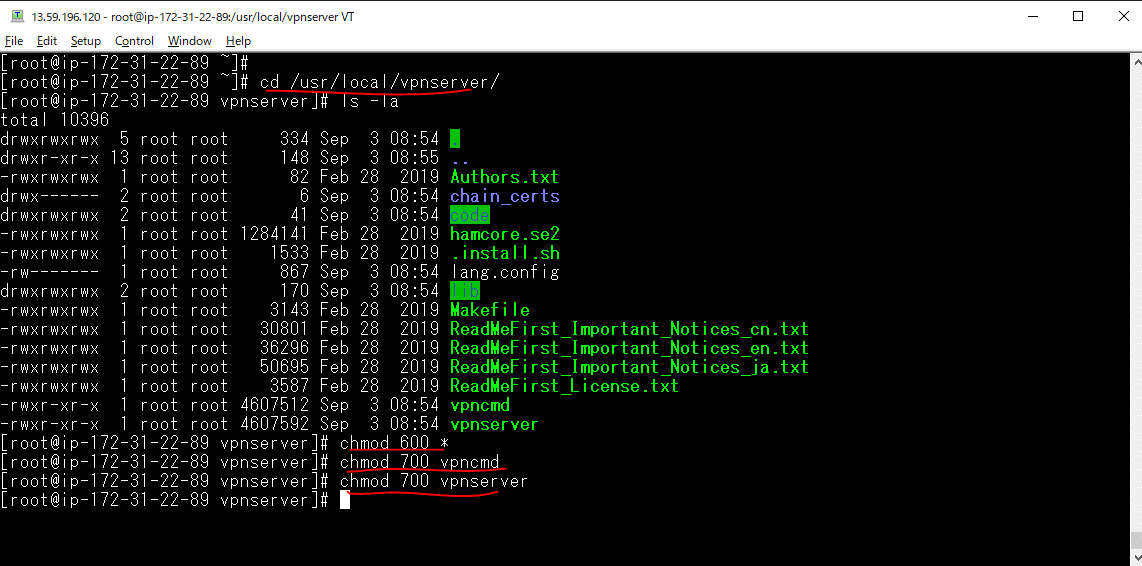 13.59.196.120 - root@ip-172-31-22-89:/usr/local/vpnserver VT
File Edit Setup Control Window Help
[root@ip-172-31-22-89 ~]#
[root@ip-172-31-22-89 ~]# cd /usr/local/vpnserver/
[root@ip-172-31-22-89 vpnserver]# ls -la
total 10396
drwxrwxrwx  5 root root     334 Sep  3 08:54 .
drwxr-xr-x 13 root root     148 Sep  3 08:55 ..
-rwxrwxrwx  1 root root      82 Feb 28  2019 Authors.txt
drwx------  2 root root       6 Sep  3 08:54 chain_certs
drwxrwxrwx  2 root root      41 Sep  3 08:54 code
-rwxrwxrwx  1 root root 1284141 Feb 28  2019 hamcore.se2
-rwxrwxrwx  1 root root    1533 Feb 28  2019 .install.sh
-rw-------  1 root root     867 Sep  3 08:54 lang.config
drwxrwxrwx  2 root root     170 Sep  3 08:54 lib
-rwxrwxrwx  1 root root    3143 Feb 28  2019 Makefile
-rwxrwxrwx  1 root root   30801 Feb 28  2019 ReadMeFirst_Important_Notices_cn.txt
-rwxrwxrwx  1 root root   36296 Feb 28  2019 ReadMeFirst_Important_Notices_en.txt
-rwxrwxrwx  1 root root   50695 Feb 28  2019 ReadMeFirst_Important_Notices_ja.txt
-rwxrwxrwx  1 root root    3587 Feb 28  2019 ReadMeFirst_License.txt
-rwxr-xr-x  1 root root 4607512 Sep  3 08:54 vpncmd
-rwxr-xr-x  1 root root 4607592 Sep  3 08:54 vpnserver
[root@ip-172-31-22-89 vpnserver]# chmod 600 *
[root@ip-172-31-22-89 vpnserver]# chmod 700 vpncmd
[root@ip-172-31-22-89 vpnserver]# chmod 700 vpnserver
[root@ip-172-31-22-89 vpnserver]#